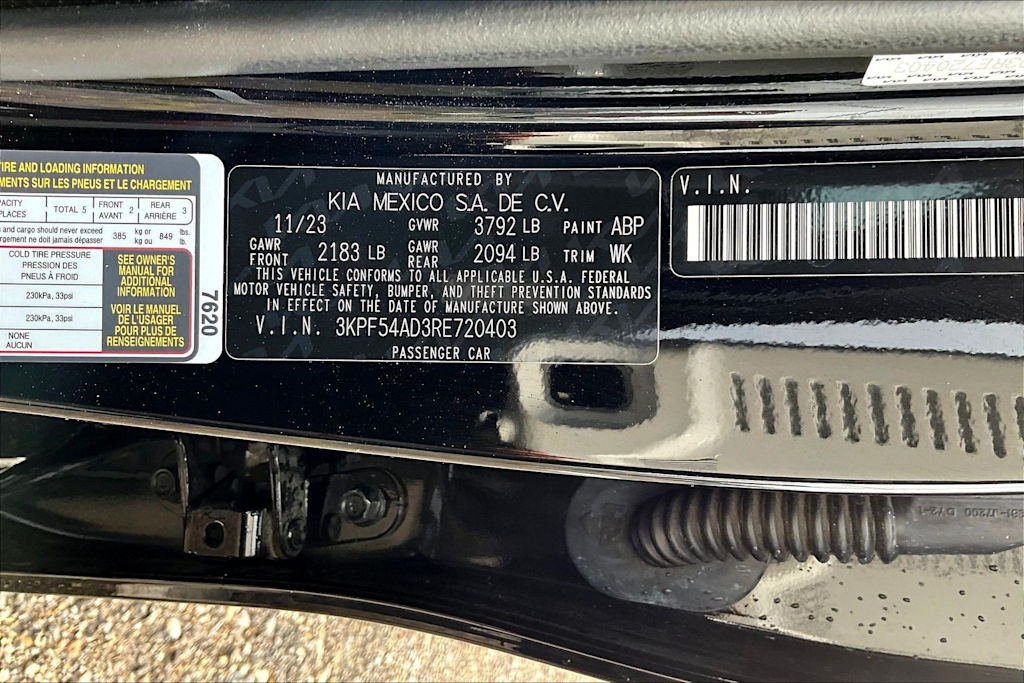 3RE720403
TIRE AND LOADING INFORMATION
SUR LES PNEUS ET LE CHARGEMENT
TOTAL 5 FRONT AVANT 2 REAR ARRIÈRE 3
and cargo should never exceed 385 kg or kg ou 849 lbs. lb.
ne doit jamais dépasser
COLD TIRE PRESSURE
PRESSION DES
PNEUS À FROID
230kPa, 33psi
230kPa, 33psi
NONE
AUCUN
SEE OWNER'S
MANUAL FOR
ADDITIONAL
INFORMATION
VOIR LE MANUEL
DE L'USAGER
POUR PLUS DE
RENSEIGNEMENTS
7620
MANUFACTURED BY
KIA MEXICO S.A. DE C.V.
11/23 GVWR 3792 LB PAINT ABP
GAWR FRONT 2183 LB GAWR REAR 2094 LB TRIM WK
THIS VEHICLE CONFORMS TO ALL APPLICABLE U.S.A. FEDERAL
MOTOR VEHICLE SAFETY, BUMPER, AND THEFT PREVENTION STANDARDS
IN EFFECT ON THE DATE OF MANUFACTURE SHOWN ABOVE.
V.I.N. 3KPF54AD3RE720403
PASSENGER CAR
V.I.N.
J7200 DY2-1